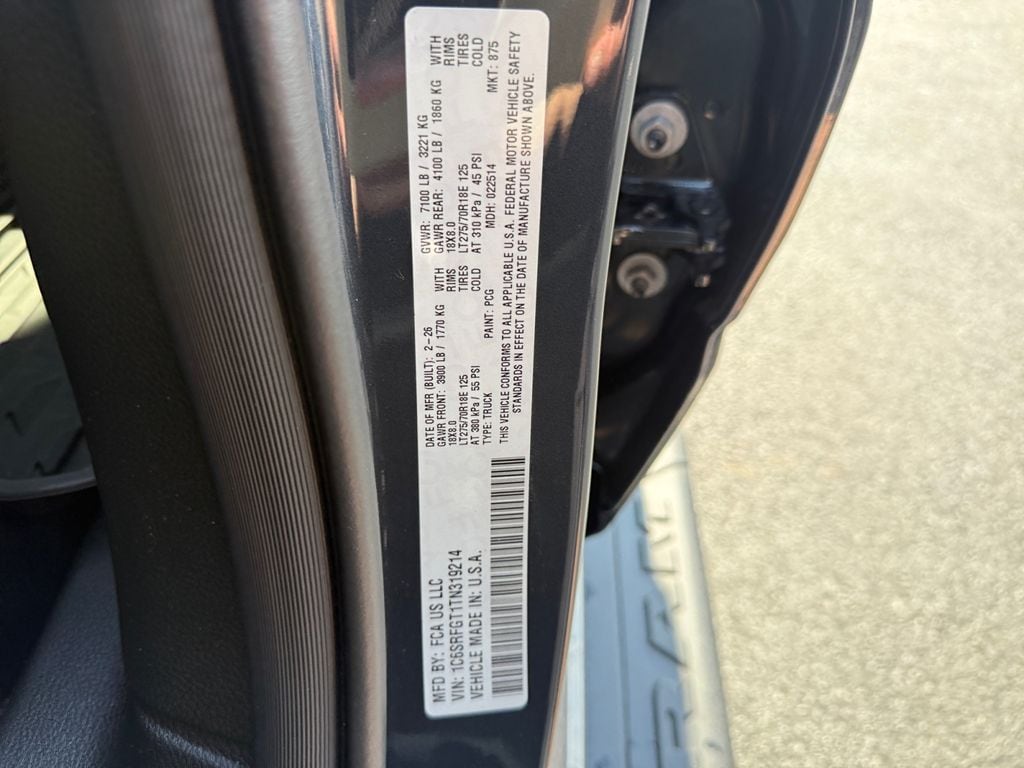 MFD BY: FCA US LLC
VIN: 1C6SRFGT1TN319214
VEHICLE MADE IN: U.S.A.
DATE OF MFR (BUILT): 2-26 GVWR: 7100 LB / 3221 KG
GAWR FRONT: 3900 LB / 1770 KG WITH GAWR REAR: 4100 LB / 1860 KG WITH
18X8.0 RIMS 18X8.0 RIMS
LT275/70R18E 125 TIRES LT275/70R18E 125 TIRES
AT 380 kPa / 55 PSI COLD AT 310 kPa / 45 PSI COLD
TYPE: TRUCK PAINT: PCG MDH: 022514 MKT: 875
THIS VEHICLE CONFORMS TO ALL APPLICABLE U.S.A. FEDERAL MOTOR VEHICLE SAFETY
STANDARDS IN EFFECT ON THE DATE OF MANUFACTURE SHOWN ABOVE.